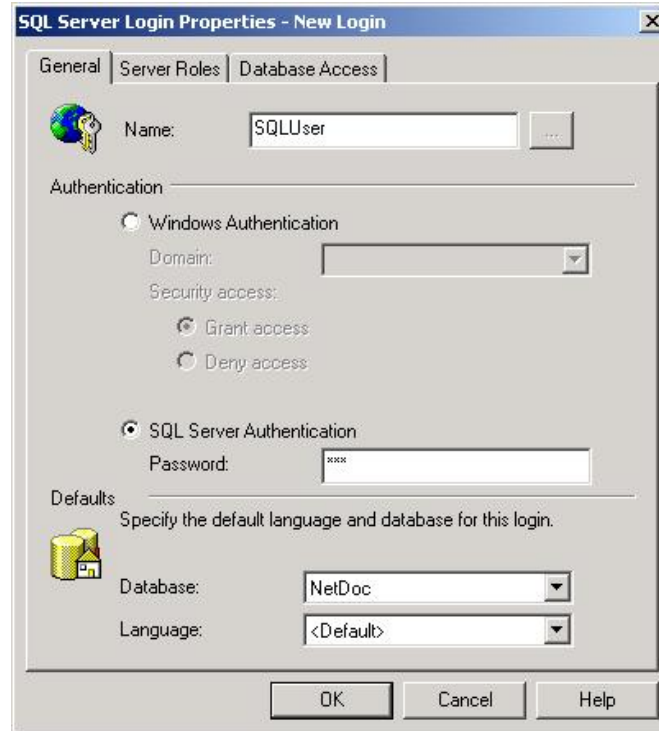 SQL Server Login Properties - New Login
General Server Roles Database Access
Name: SQLUser ...
Authentication
Windows Authentication
Domain:
Security access:
Grant access
Deny access
SQL Server Authentication
Password: ***
Defaults
Specify the default language and database for this login.
Database: NetDoc
Language: <Default>
OK Cancel Help